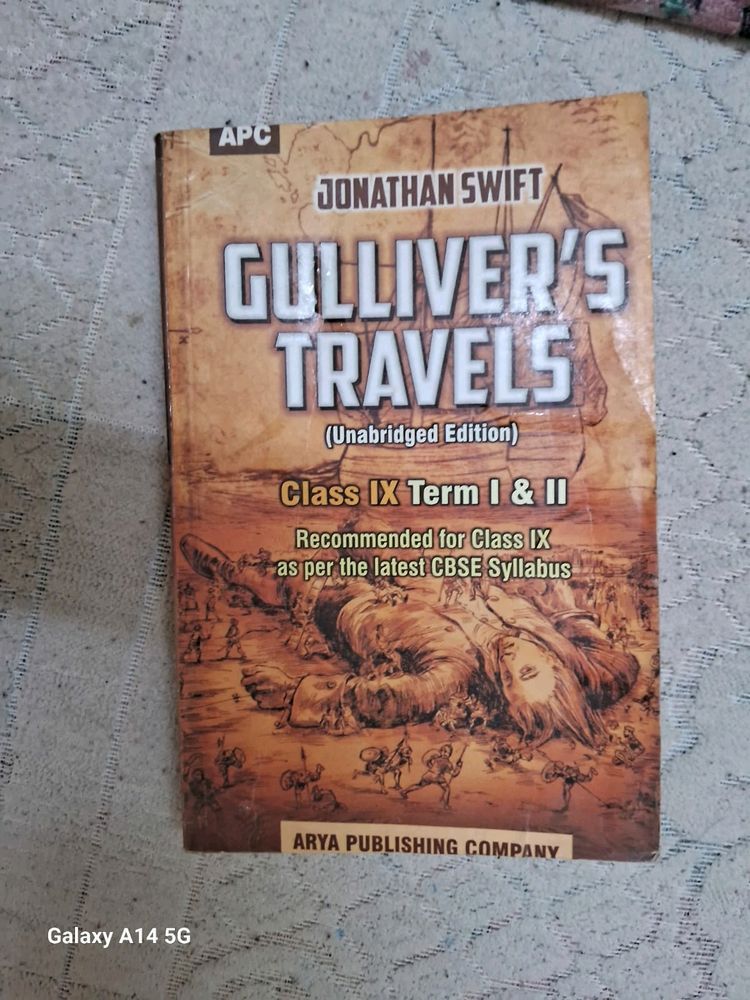 APC
JONATHAN SWIFT
GULLIVER'S
TRAVELS
(Unabridged Edition)
Class IX Term I & II
Recommended for Class IX
as per the latest CBSE Syllabus
ARYA PUBLISHING COMPANY
Galaxy A14 5G